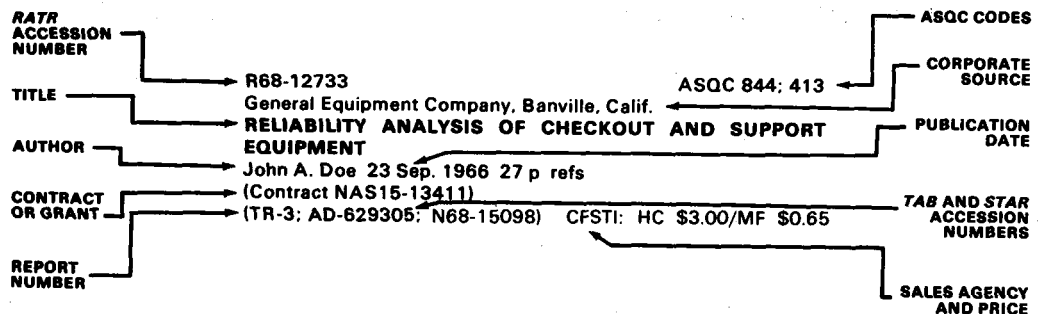 RATR
ACCESSION
NUMBER
ASQC CODES
R68-12733 ASQC 844; 413
CORPORATE
SOURCE
TITLE
General Equipment Company, Banville, Calif.
RELIABILITY ANALYSIS OF CHECKOUT AND SUPPORT
EQUIPMENT
PUBLICATION
DATE
AUTHOR
John A. Doe 23 Sep. 1966 27 p refs
CONTRACT
OR GRANT
(Contract NAS15-13411)
(TR-3; AD-629305; N68-15098) CFSTI: HC $3.00/MF $0.65
TAB AND STAR
ACCESSION
NUMBERS
REPORT
NUMBER
SALES AGENCY
AND PRICE